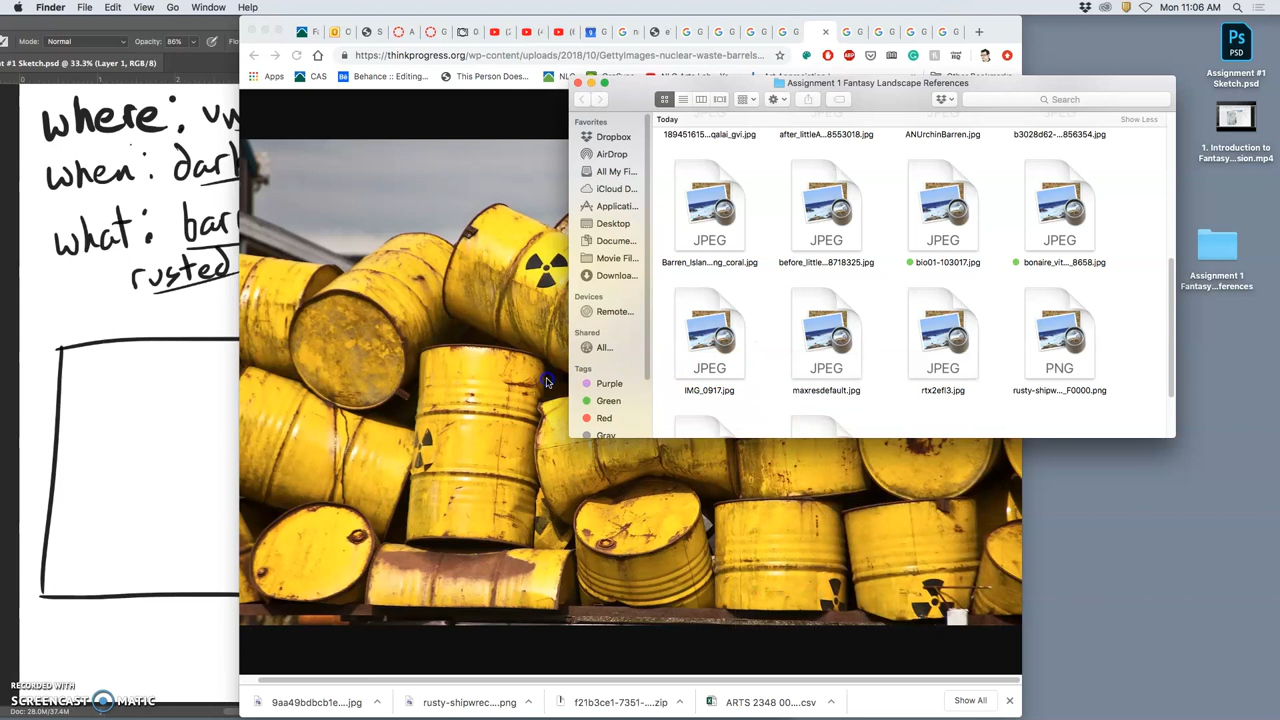 Finder File Edit View Go Window Help
Mon 11:06 AM
Mode: Normal Opacity: 86%
t #1 Sketch.psd @ 33.3% (Layer 1, RGB/8)
https://thinkprogress.org/wp-content/uploads/2018/10/GettyImages-nuclear-waste-barrels...
Apps CAS Behance :: Editing... This Person Does...
Assignment 1 Fantasy Landscape References
Search
Favorites
Dropbox
AirDrop
All My Fi...
iCloud D...
Applicati...
Desktop
Docume...
Movie Fil...
Downloa...
Devices
Remote...
Shared
All...
Tags
Purple
Green
Red
Gray
Today Show Less
189451615...qalai_gvi.jpg after_littleA...8553018.jpg ANUrchinBarren.jpg b3028d62-...856354.jpg
JPEG JPEG JPEG JPEG
Barren_Islan...ng_coral.jpg before_little...8718325.jpg bio01-103017.jpg bonaire_vit..._8658.jpg
JPEG JPEG JPEG PNG
IMG_0917.jpg maxresdefault.jpg rtx2efl3.jpg rusty-shipw..._F0000.png
where:
when: dark
what:
rusted
PSD
Assignment #1
Sketch.psd
1. Introduction to
Fantasy...sion.mp4
Assignment 1
Fantasy...ferences
9aa49bdbcb1e....jpg rusty-shipwrec....png f21b3ce1-7351-....zip ARTS 2348 00....csv Show All
RECORDED WITH
SCREENCAST MATIC
Doc: 28.0M/37.4M